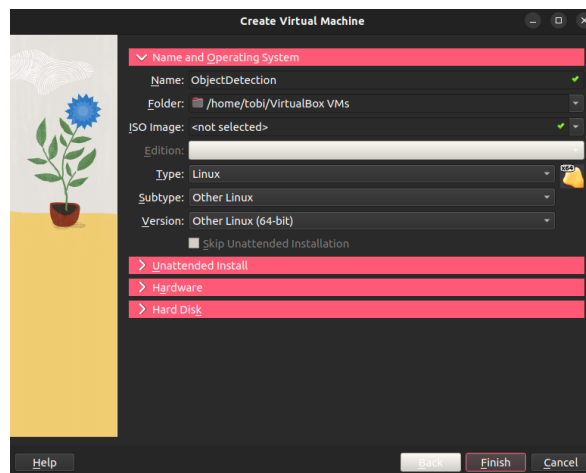 Create Virtual Machine
Name and Operating System
Name: ObjectDetection
Folder: /home/tobi/VirtualBox VMs
ISO Image: <not selected>
Edition:
Type: Linux
x64
Subtype: Other Linux
Version: Other Linux (64-bit)
Skip Unattended Installation
Unattended Install
Hardware
Hard Disk
Help Back Finish Cancel